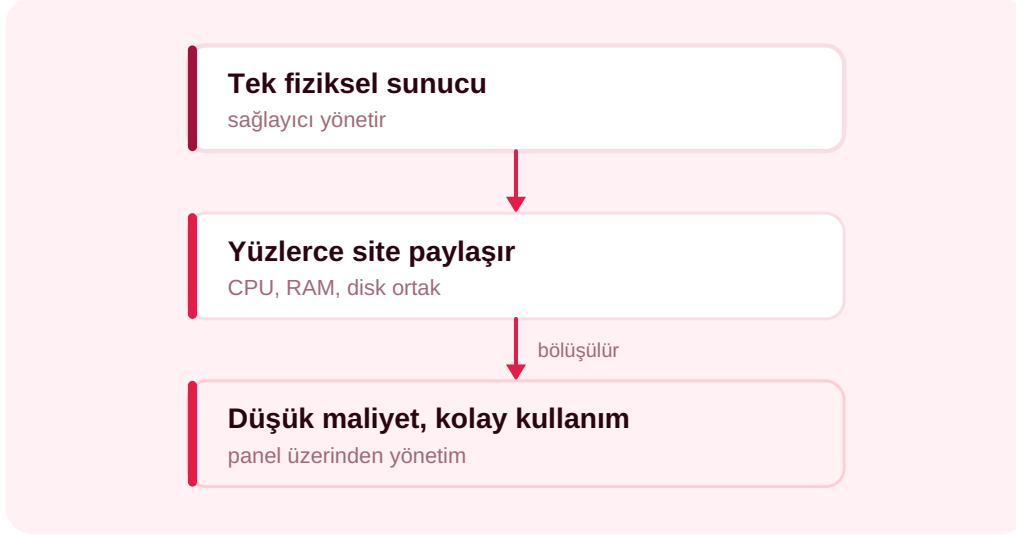 Tek fiziksel sunucu
sağlayıcı yönetir
Yüzlerce site paylaşır
CPU, RAM, disk ortak
bölüşülür
Düşük maliyet, kolay kullanım
panel üzerinden yönetim